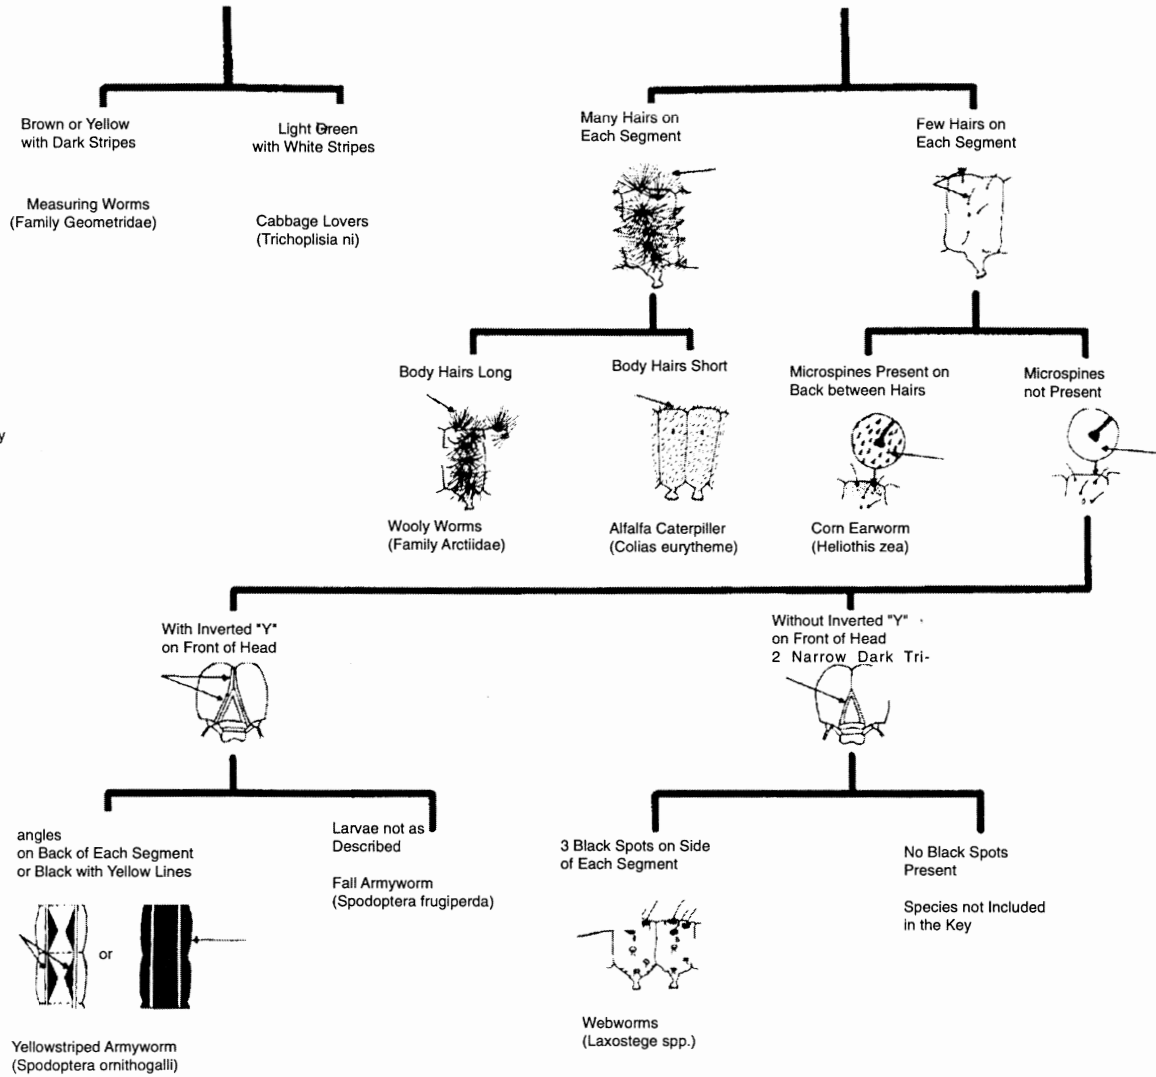 Brown or Yellow
with Dark Stripes
Light Green
with White Stripes
Many Hairs on
Each Segment
Few Hairs on
Each Segment
Measuring Worms
(Family Geometridae)
Cabbage Lovers
(Trichoplisia ni)
Body Hairs Long
Body Hairs Short
Microspines Present on
Back between Hairs
Microspines
not Present
y
Wooly Worms
(Family Arctiidae)
Alfalfa Caterpiller
(Colias eurytheme)
Corn Earworm
(Heliothis zea)
With Inverted "Y"
on Front of Head
Without Inverted "Y"
on Front of Head
2 Narrow Dark Tri-
angles
on Back of Each Segment
or Black with Yellow Lines
Larvae not as
Described
Fall Armyworm
(Spodoptera frugiperda)
3 Black Spots on Side
of Each Segment
No Black Spots
Present
Species not Included
in the Key
or
Yellowstriped Armyworm
(Spodoptera ornithogalli)
Webworms
(Laxostege spp.)